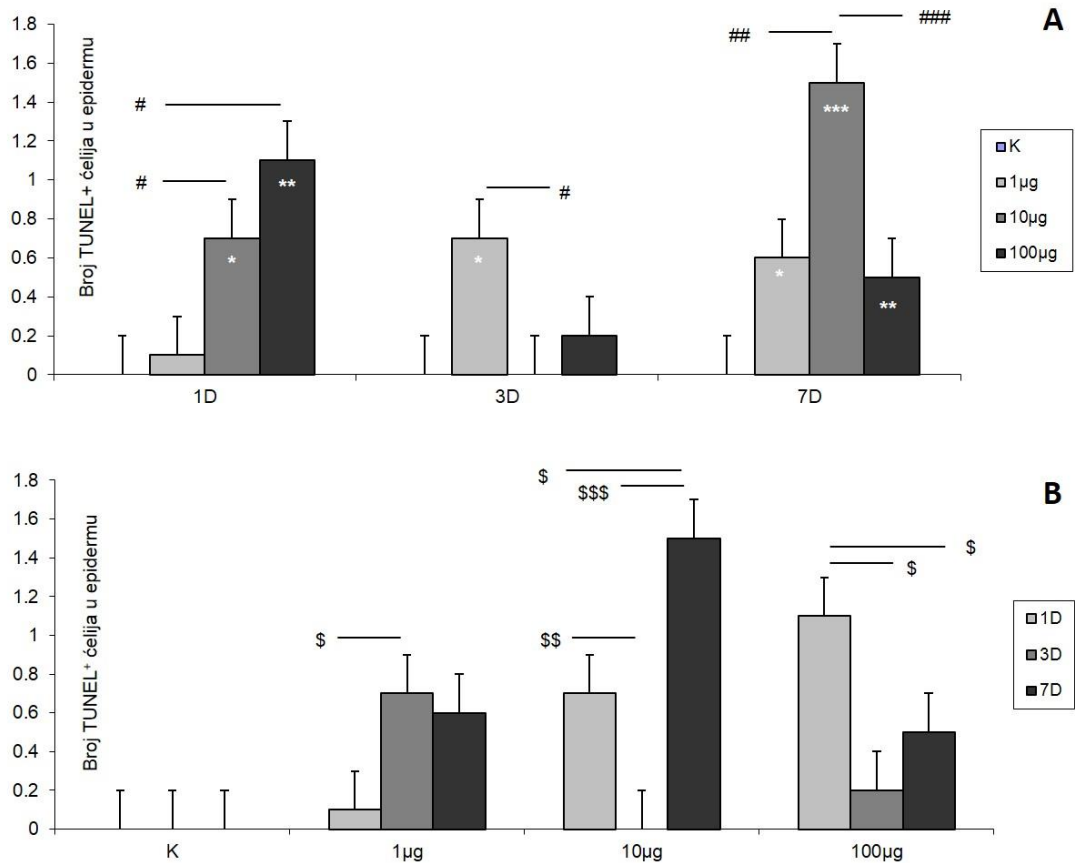 A
Broj TUNEL+ ćelija u epidermu
1.8
1.6
1.4
1.2
1
0.8
0.6
0.4
0.2
0
#
#
*
**
#
*
##
###
*
***
**
1D
3D
7D
K
1µg
10µg
100µg
B
Broj TUNEL⁺ ćelija u epidermu
1.8
1.6
1.4
1.2
1
0.8
0.6
0.4
0.2
0
$
$
$$$
$$
$
$
K
1µg
10µg
100µg
1D
3D
7D